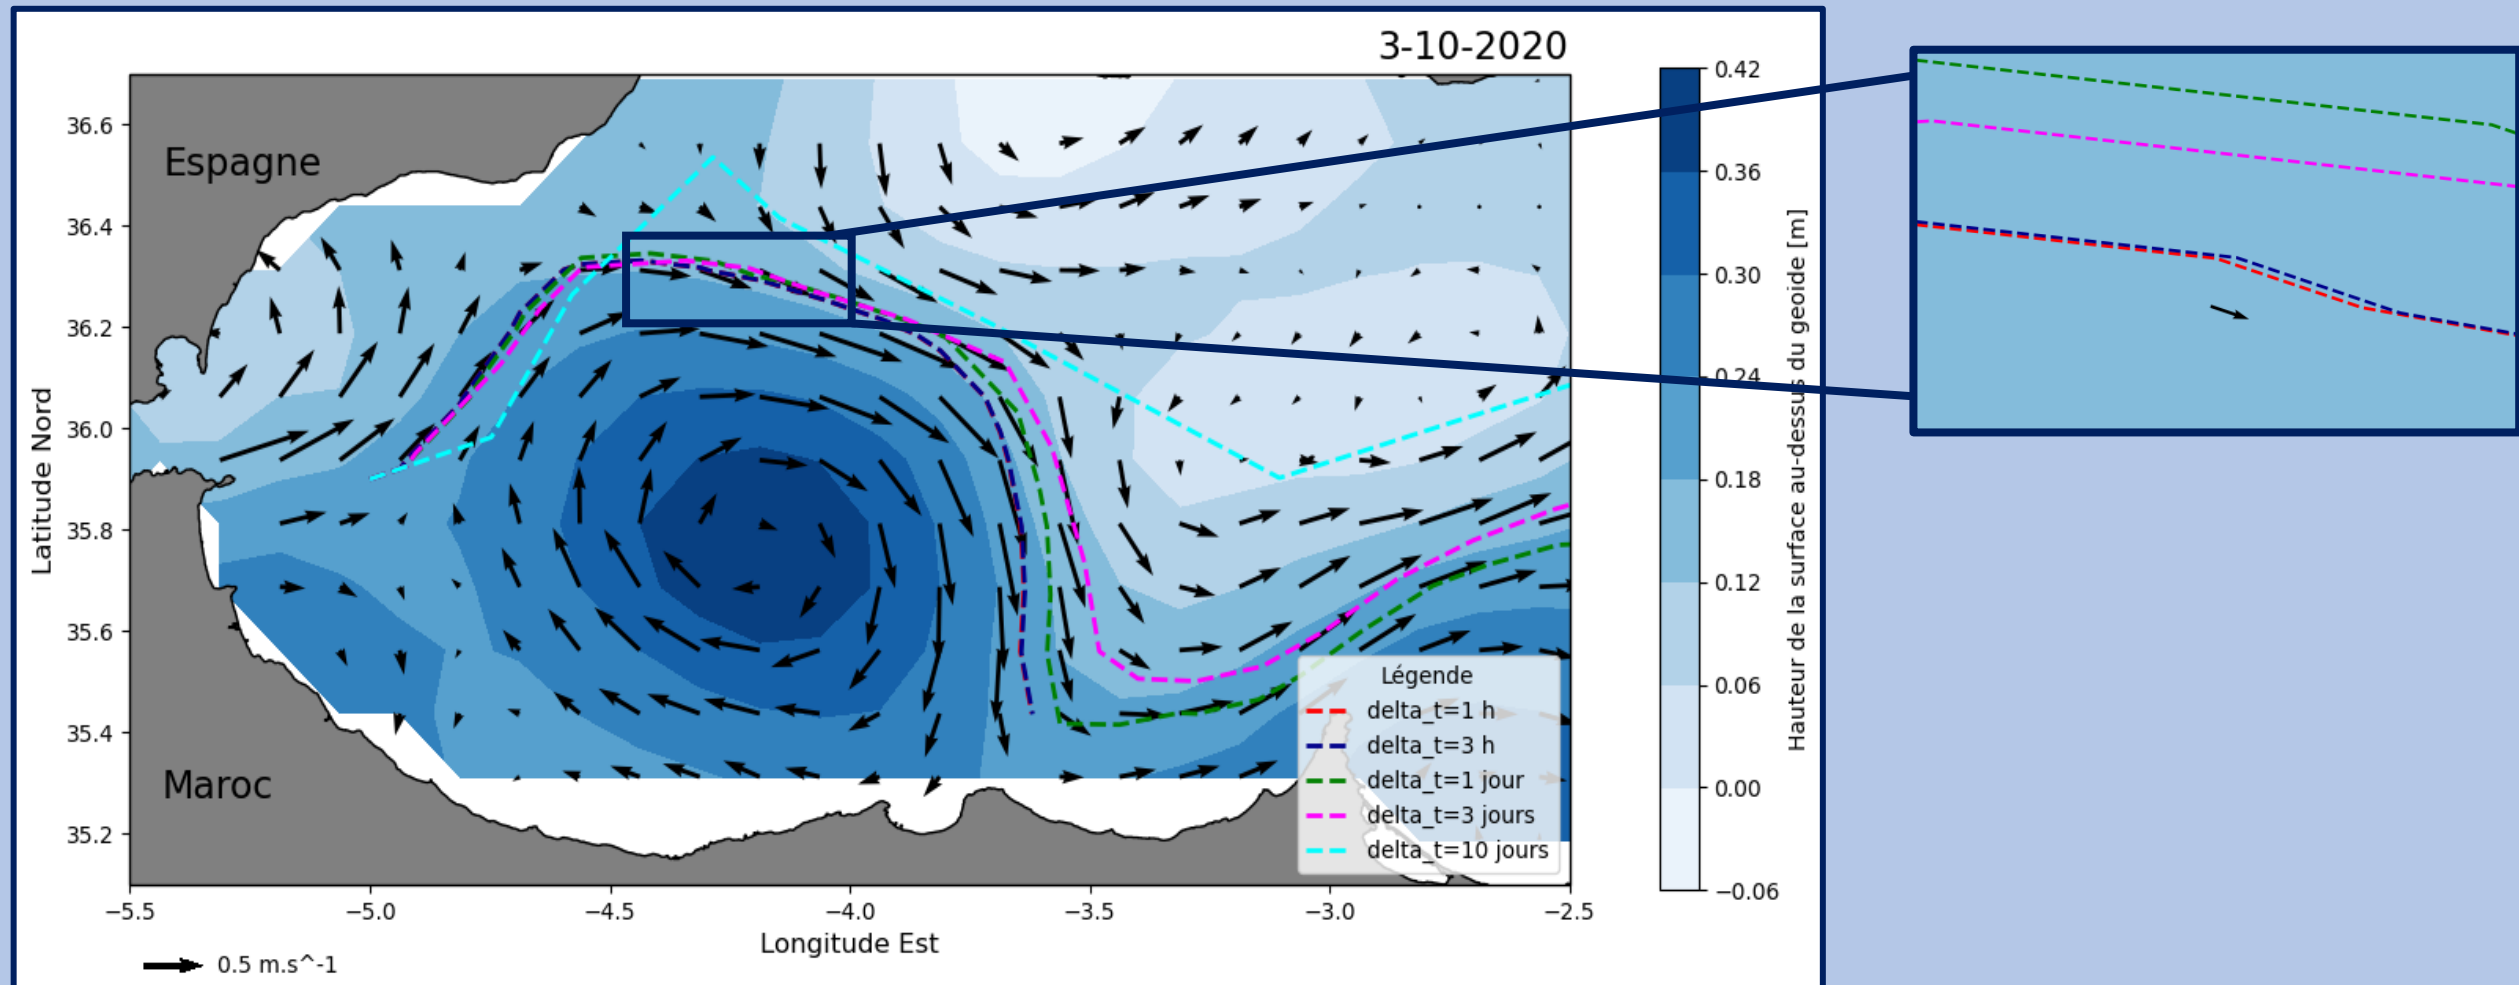 3-10-2020
Espagne
Maroc
Latitude Nord
36.6
36.4
36.2
36.0
35.8
35.6
35.4
35.2
−5.5
−5.0
−4.5
−4.0
−3.5
−3.0
−2.5
Longitude Est
0.5 m.s^-1
Légende
delta_t=1 h
delta_t=3 h
delta_t=1 jour
delta_t=3 jours
delta_t=10 jours
0.42
0.36
0.30
0.24
0.18
0.12
0.06
0.00
−0.06
Hauteur de la surface au-dessus du geoide [m]